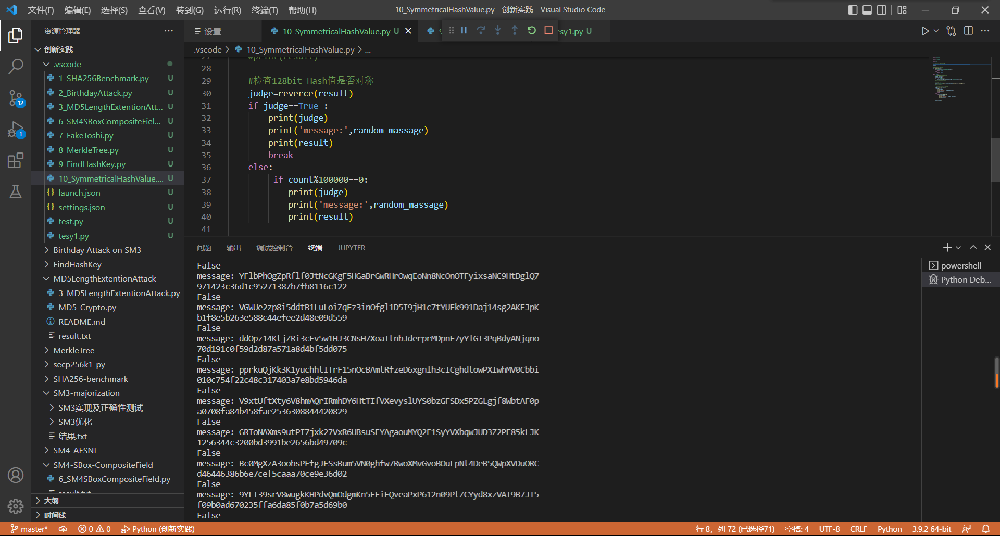 文件(F) 编辑(E) 选择(S) 查看(V) 转到(G) 运行(R) 终端(T) 帮助(H)
10_SymmetricalHashValue.py - 创新实践 - Visual Studio Code
资源管理器
设置
10_SymmetricalHashValue.py U
esy1.py U
创新实践
.vscode > 10_SymmetricalHashValue.py > ...
.vscode
1_SHA256Benchmark.py U
2_BirthdayAttack.py U
3_MD5LengthExtentionAtt... U
6_SM4SBoxCompositeFiel... U
7_FakeToshi.py U
8_MerkleTree.py U
9_FindHashKey.py U
10_SymmetricalHashValue.... U
launch.json U
settings.json U
test.py U
tesy1.py U
Birthday Attack on SM3
FindHashKey
MD5LengthExtentionAttack
3_MD5LengthExtentionAttack.py
MD5_Crypto.py
README.md
result.txt
MerkleTree
secp256k1-py
SHA256-benchmark
SM3-majorization
SM3实现及正确性测试
SM3优化
结果.txt
SM4-AESNI
SM4-SBox-CompositeField
6_SM4SBoxCompositeField.py
result.txt
大纲
时间线
12
1
27 #print(result)
28
29 #检查128bit Hash值是否对称
30 judge=reverce(result)
31 if judge==True :
32 print(judge)
33 print('message:',random_massage)
34 print(result)
35 break
36 else:
37 if count%100000==0:
38 print(judge)
39 print('message:',random_massage)
40 print(result)
41
问题 输出 调试控制台 终端 JUPYTER
powershell
Python Deb...
False
message: YFlbPhOgZpRflf0JtNcGKgF5HGaBrGwRHrOwqEoNn8NcOnOTFyixsaNC9HtDglQ7
971423c36d1c95271387b7fb8116c122
False
message: VGWUe2zp8i5ddtB1LuLoiZqEz3inOfgl1D5I9jH1c7tYUEk991Daj14sg2AKFJpK
b1f8e5b263e588c44efee2d48e09d559
False
message: ddOpz14KtjZRi3cFv5w1HJ3CNsH7XoaTtnbJderprMDpnE7yYlGI3PqBdyANjqno
70d191c0f59d2d87a571a8d4bf5dd075
False
message: pprkuQjKk3K1yuchhtITrF15nOcBAmtRfzeD6xgnlh3cICghdtowPXIwhMV0Cbbi
010c754f22c48c317403a7e8bd5946da
False
message: V9xtUftXty6V8hmAQrIRmhDY6HtTIfVXevyslUYS0bzGFSDx5PZGLgjf8WbtAF0p
a0708fa84b458fae2536308844420829
False
message: GRToNAXms9utPI7jxk27VxR6UBsuSEYAgaouMYQ2F1SyYVXbqwJUD3Z2PE85kLJK
1256344c3200bd3991be2656bd49709c
False
message: Bc0MgXzA3oobsPFfgJESsBum5VN0ghfw7RwoXMvGvoBOuLpNt4DeB5QWpXVDuORC
d46446386b6e7cef5caaa70ce9e36d02
False
message: 9YLT39srV8wugkKHPdvQmOdgmKn5FFiFQveaPxP612n09PtZCYyd8xzVAT9B7JI5
f09b0ad670235ffa6da85f0b7a5d69b0
False
master* 0 0 Python (创新实践)
行 8，列 72 (已选择71) 空格: 4 UTF-8 CRLF Python 3.9.2 64-bit